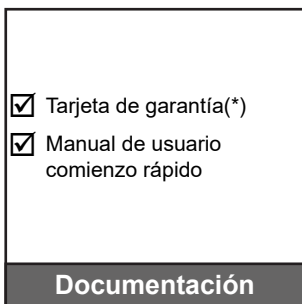 ☑ Tarjeta de garantía(*)
☑ Manual de usuario
comienzo rápido
Documentación